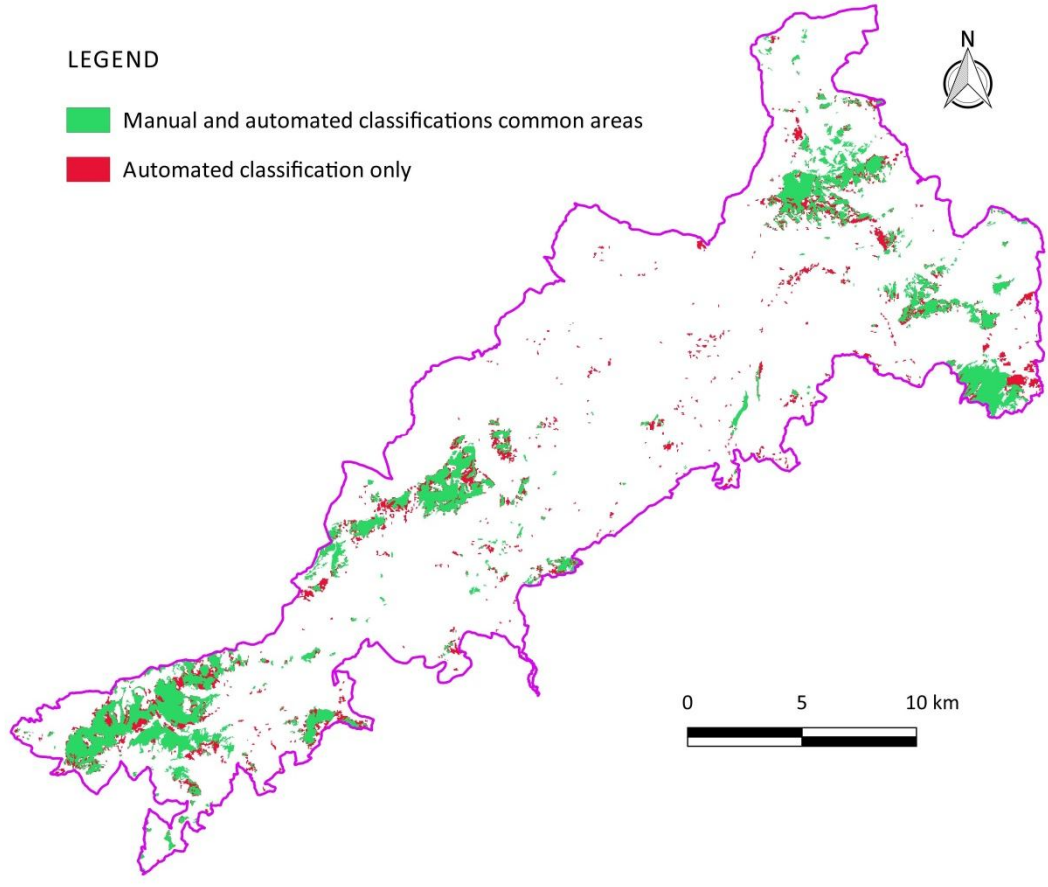 LEGEND
Manual and automated classifications common areas
Automated classification only
N
0 5 10 km